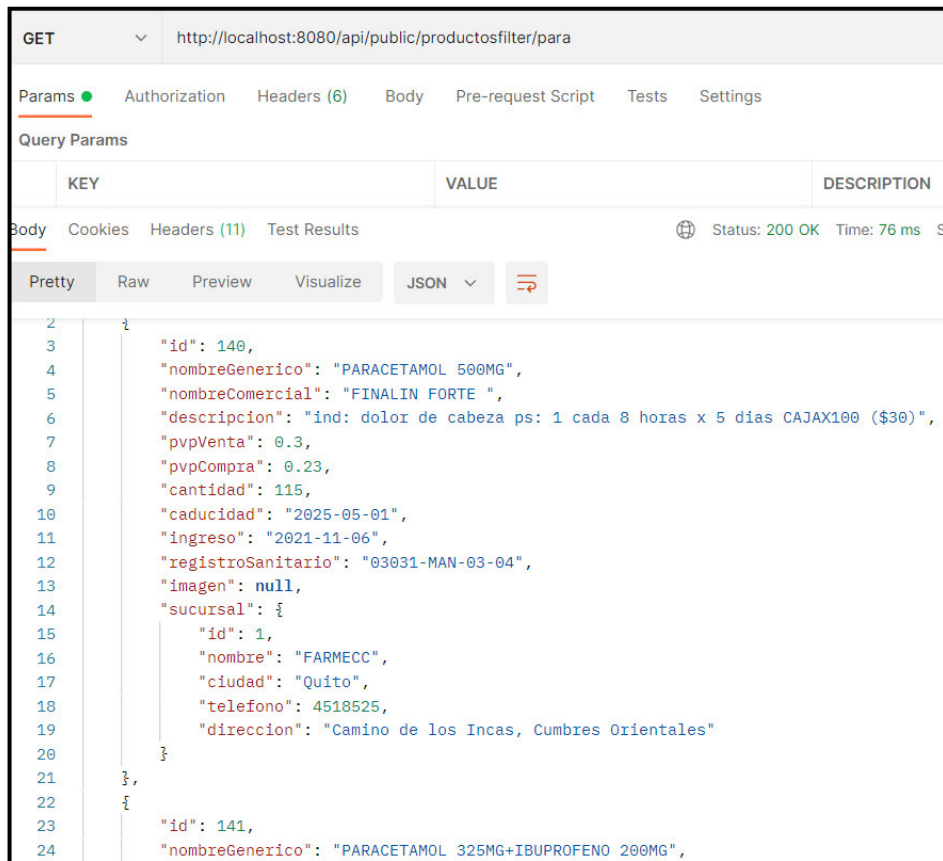 GET http://localhost:8080/api/public/productosfilter/para
Params Authorization Headers (6) Body Pre-request Script Tests Settings
Query Params
KEY VALUE DESCRIPTION
Body Cookies Headers (11) Test Results Status: 200 OK Time: 76 ms S
Pretty Raw Preview Visualize JSON
2 {
3 "id": 140,
4 "nombreGenerico": "PARACETAMOL 500MG",
5 "nombreComercial": "FINALIN FORTE ",
6 "descripcion": "ind: dolor de cabeza ps: 1 cada 8 horas x 5 dias CAJAX100 ($30)",
7 "pvpVenta": 0.3,
8 "pvpCompra": 0.23,
9 "cantidad": 115,
10 "caducidad": "2025-05-01",
11 "ingreso": "2021-11-06",
12 "registroSanitario": "03031-MAN-03-04",
13 "imagen": null,
14 "sucursal": {
15 "id": 1,
16 "nombre": "FARMECC",
17 "ciudad": "Quito",
18 "telefono": 4518525,
19 "direccion": "Camino de los Incas, Cumbres Orientales"
20 }
21 },
22 {
23 "id": 141,
24 "nombreGenerico": "PARACETAMOL 325MG+IBUPROFENO 200MG",